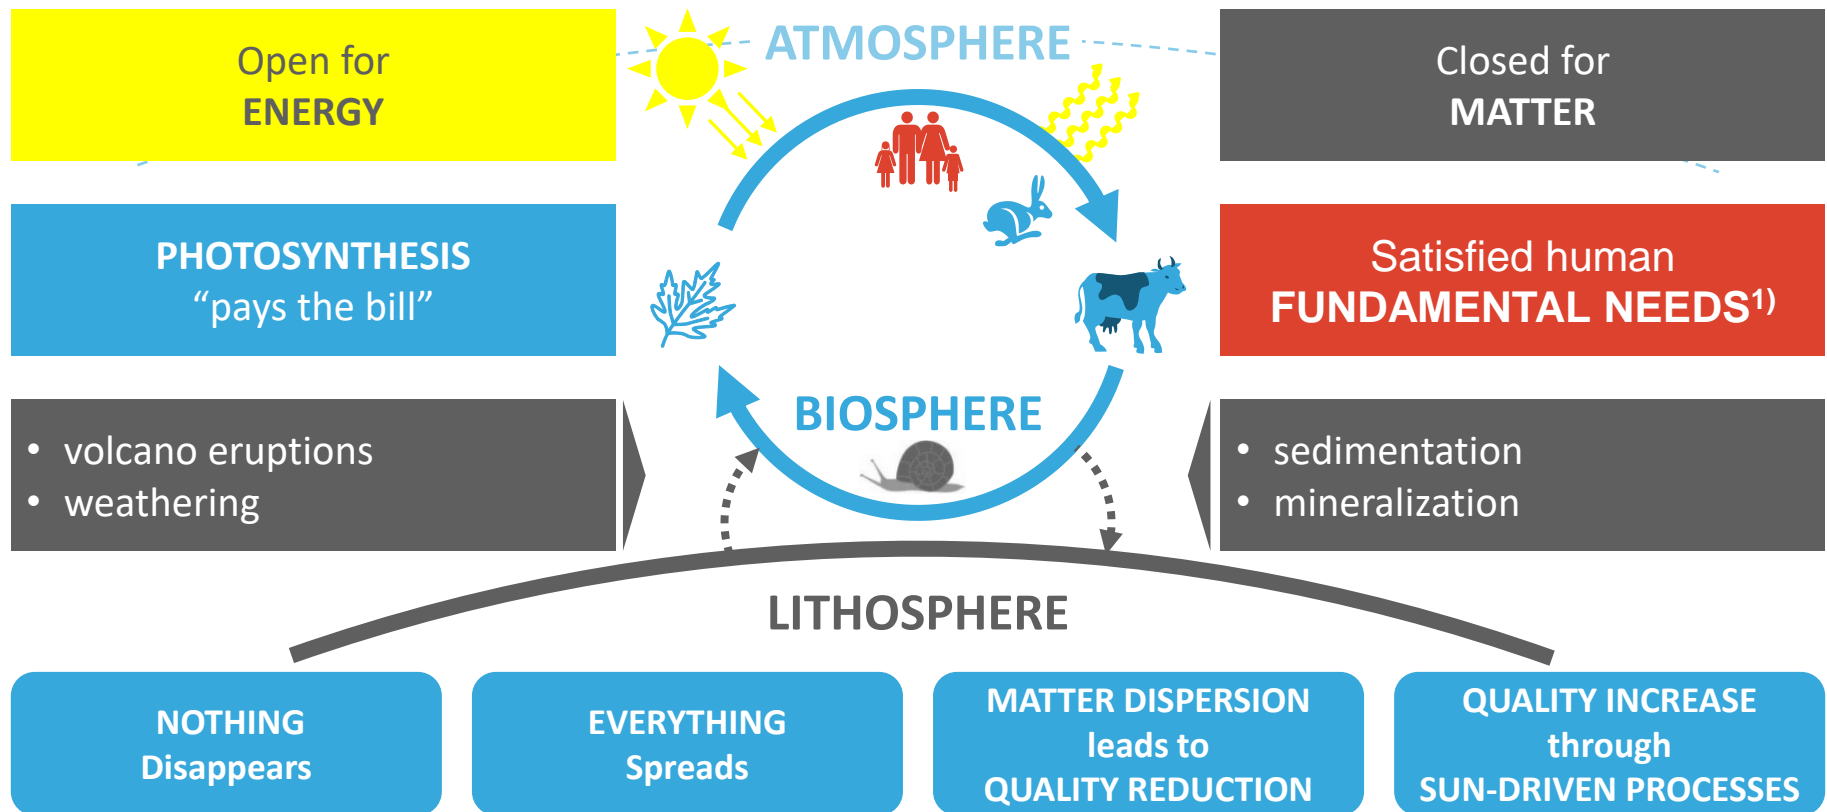 Open for
ENERGY
ATMOSPHERE
Closed for
MATTER
PHOTOSYNTHESIS
“pays the bill”
Satisfied human
FUNDAMENTAL NEEDS¹⁾
• volcano eruptions
• weathering
BIOSPHERE
• sedimentation
• mineralization
LITHOSPHERE
NOTHING
Disappears
EVERYTHING
Spreads
MATTER DISPERSION
leads to
QUALITY REDUCTION
QUALITY INCREASE
through
SUN-DRIVEN PROCESSES